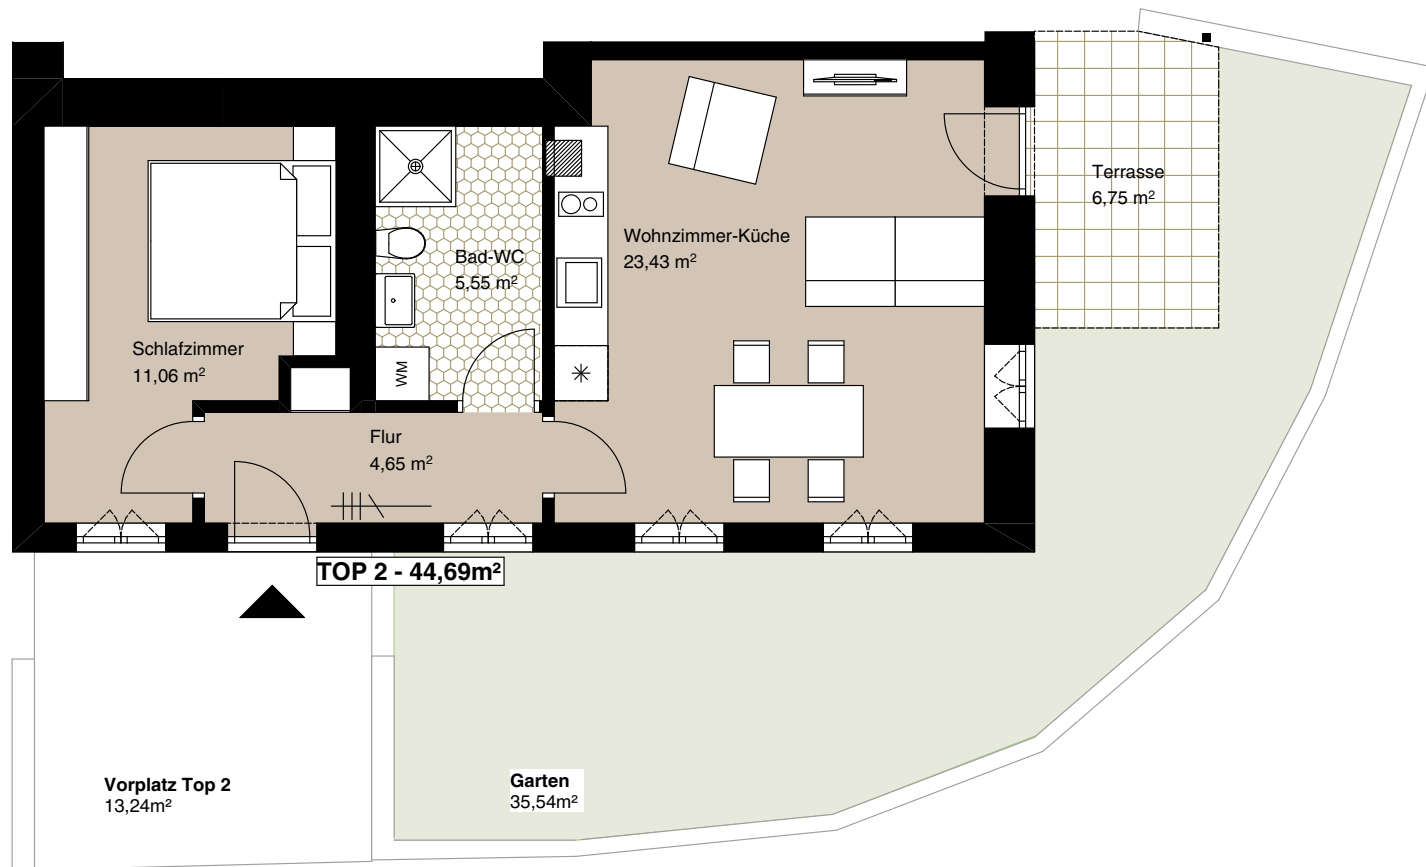 Terrasse
6,75 m²
Wohnzimmer-Küche
23,43 m²
Bad-WC
5,55 m²
Schlafzimmer
11,06 m²
WM
Flur
4,65 m²
TOP 2 - 44,69m²
Vorplatz Top 2
13,24m²
Garten
35,54m²